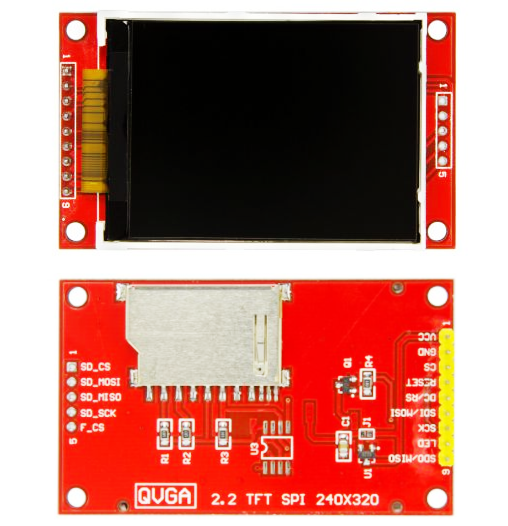 1
9
1
5
1
SD_CS
SD_MOSI
SD_MISO
SD_SCK
F_CS
5
R1
R2
R3
U3
Q1
R4
C1
J1
U1
1
VCC
GND
CS
RESET
DC/RS
SDI/MOSI
SCK
LED
SDO/MISO
9
QVGA
2.2 TFT SPI 240X320